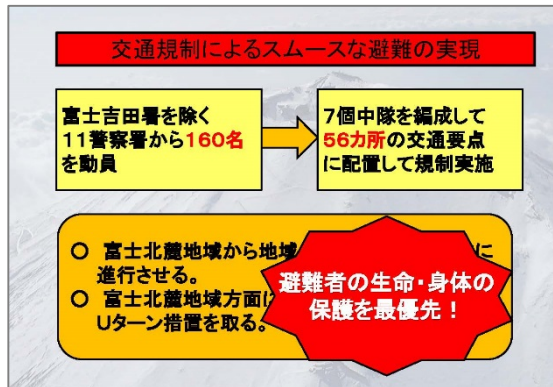 交通規制によるスムースな避難の実現
富士吉田署を除く
11警察署から160名
を動員
7個中隊を編成して
56カ所の交通要点
に配置して規制実施
○ 富士北麓地域から地域
に
進行させる。
○ 富士北麓地域方面に
Uターン措置を取る。
避難者の生命・身体の
保護を最優先！